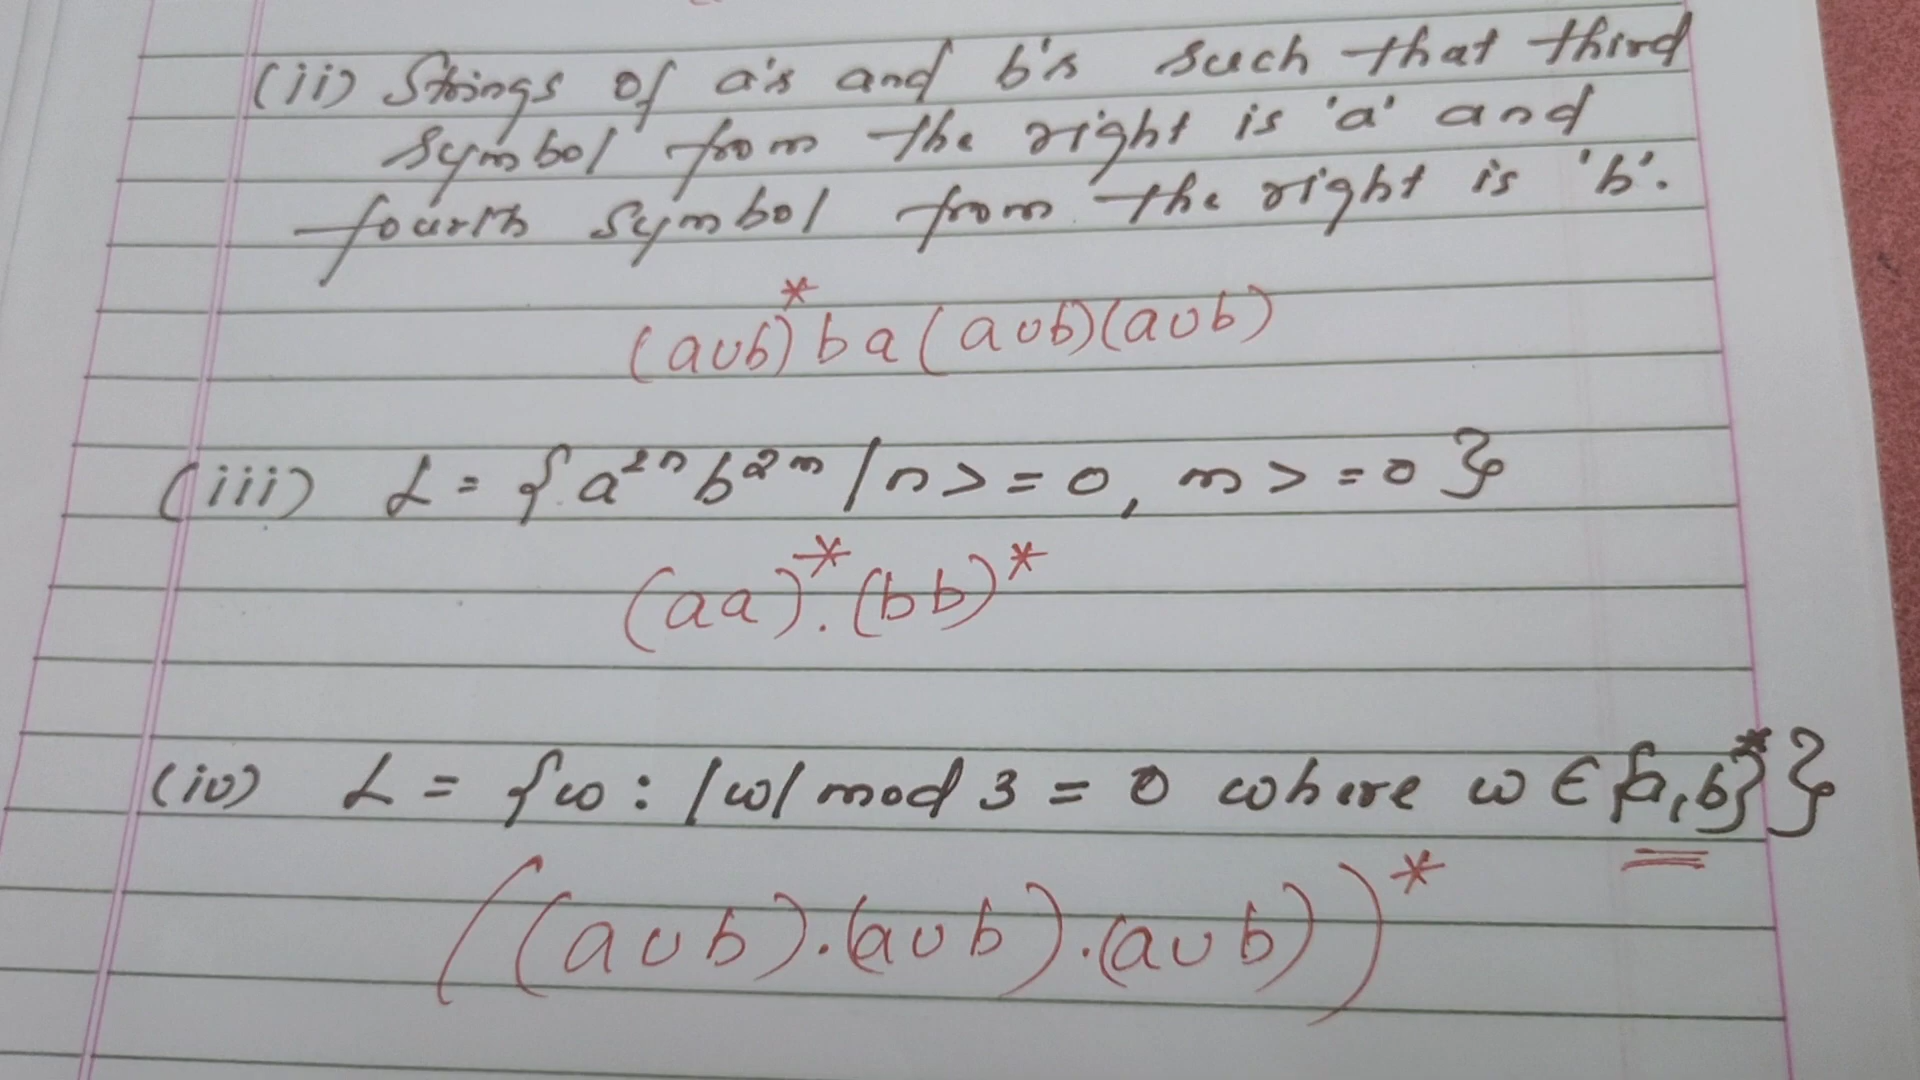 (ii) Strings of a's and b's such that third
symbol from the right is 'a' and
fourth symbol from the right is 'b'.
(a∪b)* b a (a∪b)(a∪b)
(iii) L = { a²ⁿ b²ᵐ / n >= 0, m >= 0 }
(aa)* . (bb)*
(iv) L = { w : |w| mod 3 = 0 where w ∈ {a,b}* }
((a∪b).(a∪b).(a∪b))*